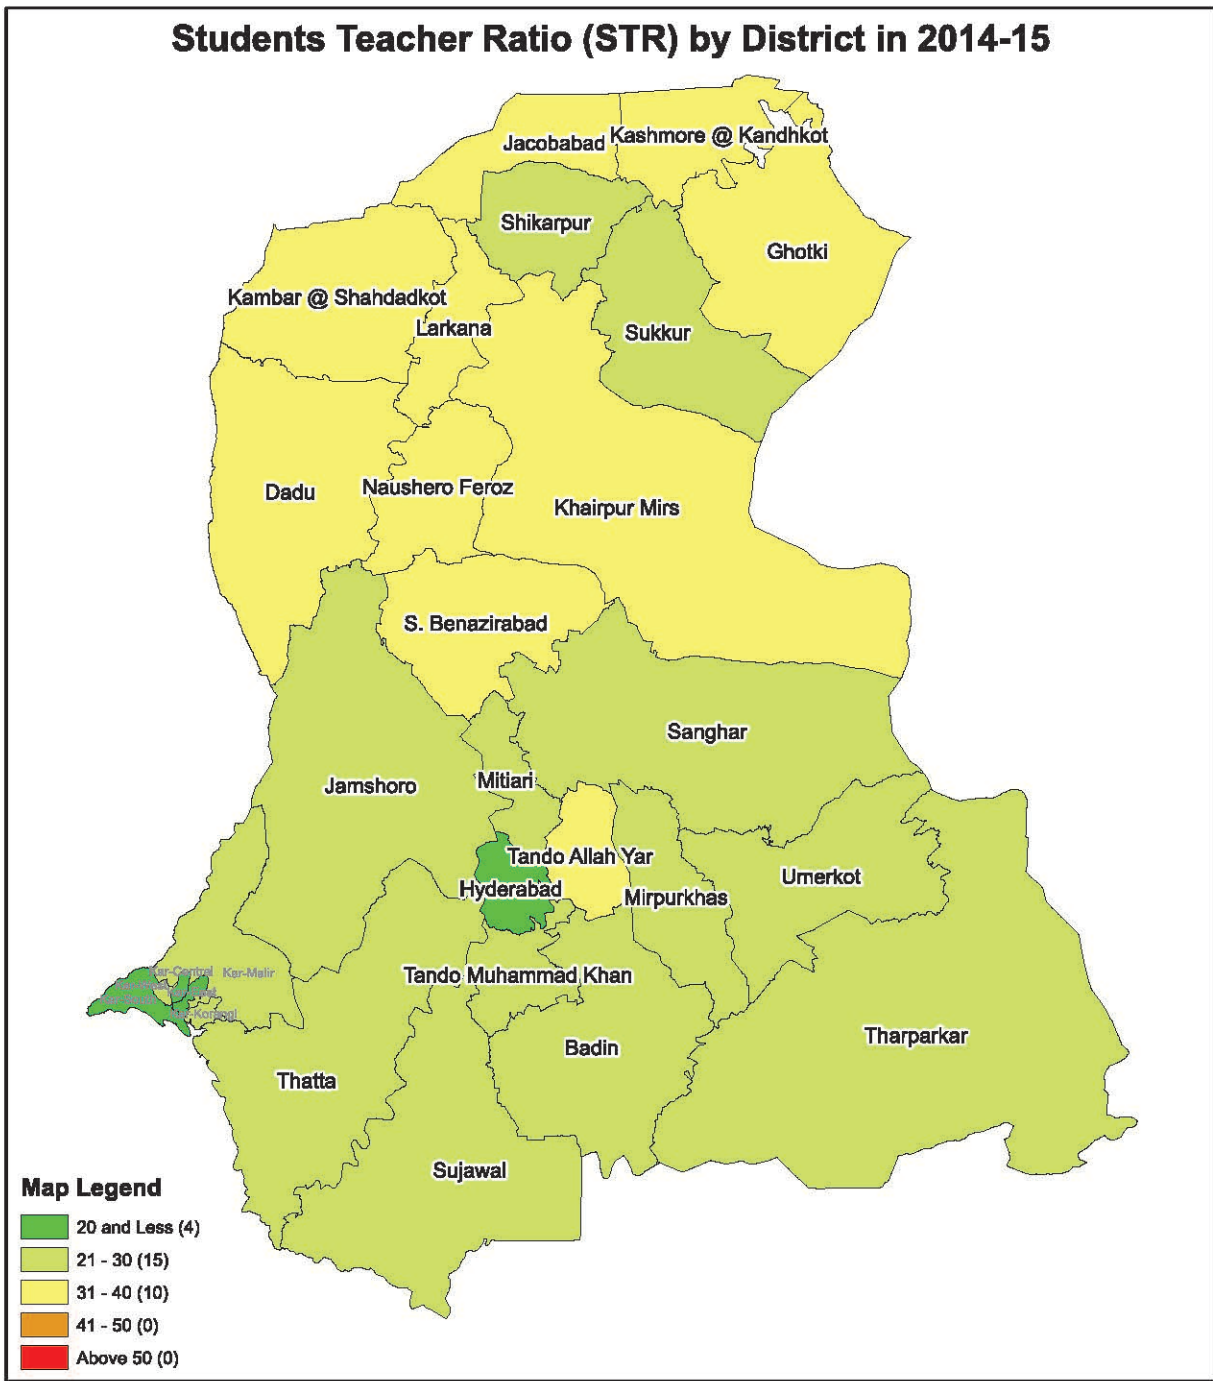 Students Teacher Ratio (STR) by District in 2014-15
Jacobabad
Kashmore @ Kandhkot
Shikarpur
Ghotki
Kambar @ Shahdadkot
Larkana
Sukkur
Dadu
Naushero Feroz
Khairpur Mirs
S. Benazirabad
Sanghar
Jamshoro
Mitiari
Tando Allah Yar
Umerkot
Hyderabad
Mirpurkhas
Kar-Central
Kar-Malir
Tando Muhammad Khan
Kar-Korangi
Tharparkar
Badin
Thatta
Sujawal
Map Legend
20 and Less (4)
21 - 30 (15)
31 - 40 (10)
41 - 50 (0)
Above 50 (0)